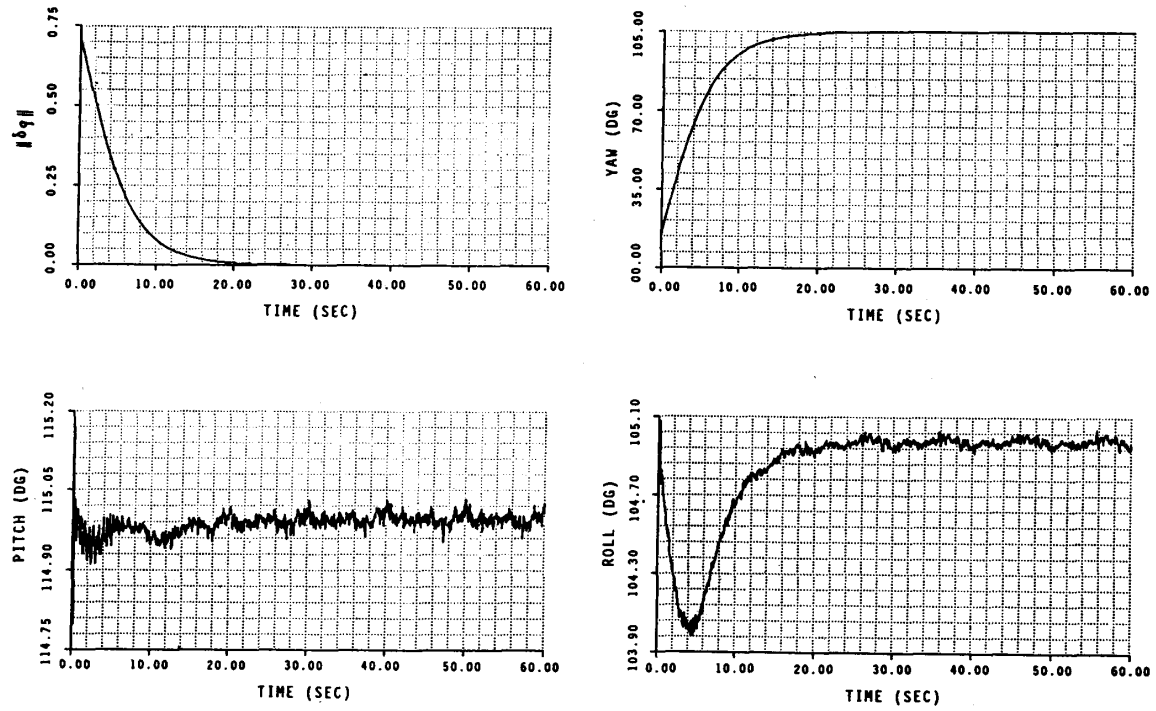 0.75
0.50
0.25
0.00
‖δq‖
0.00 10.00 20.00 30.00 40.00 50.00 60.00
TIME (SEC)
105.00
70.00
35.00
00.00
YAW (DG)
0.00 10.00 20.00 30.00 40.00 50.00 60.00
TIME (SEC)
115.20
115.05
114.90
114.75
PITCH (DG)
0.00 10.00 20.00 30.00 40.00 50.00 60.00
TIME (SEC)
105.10
104.70
104.30
103.90
ROLL (DG)
0.00 10.00 20.00 30.00 40.00 50.00 60.00
TIME (SEC)